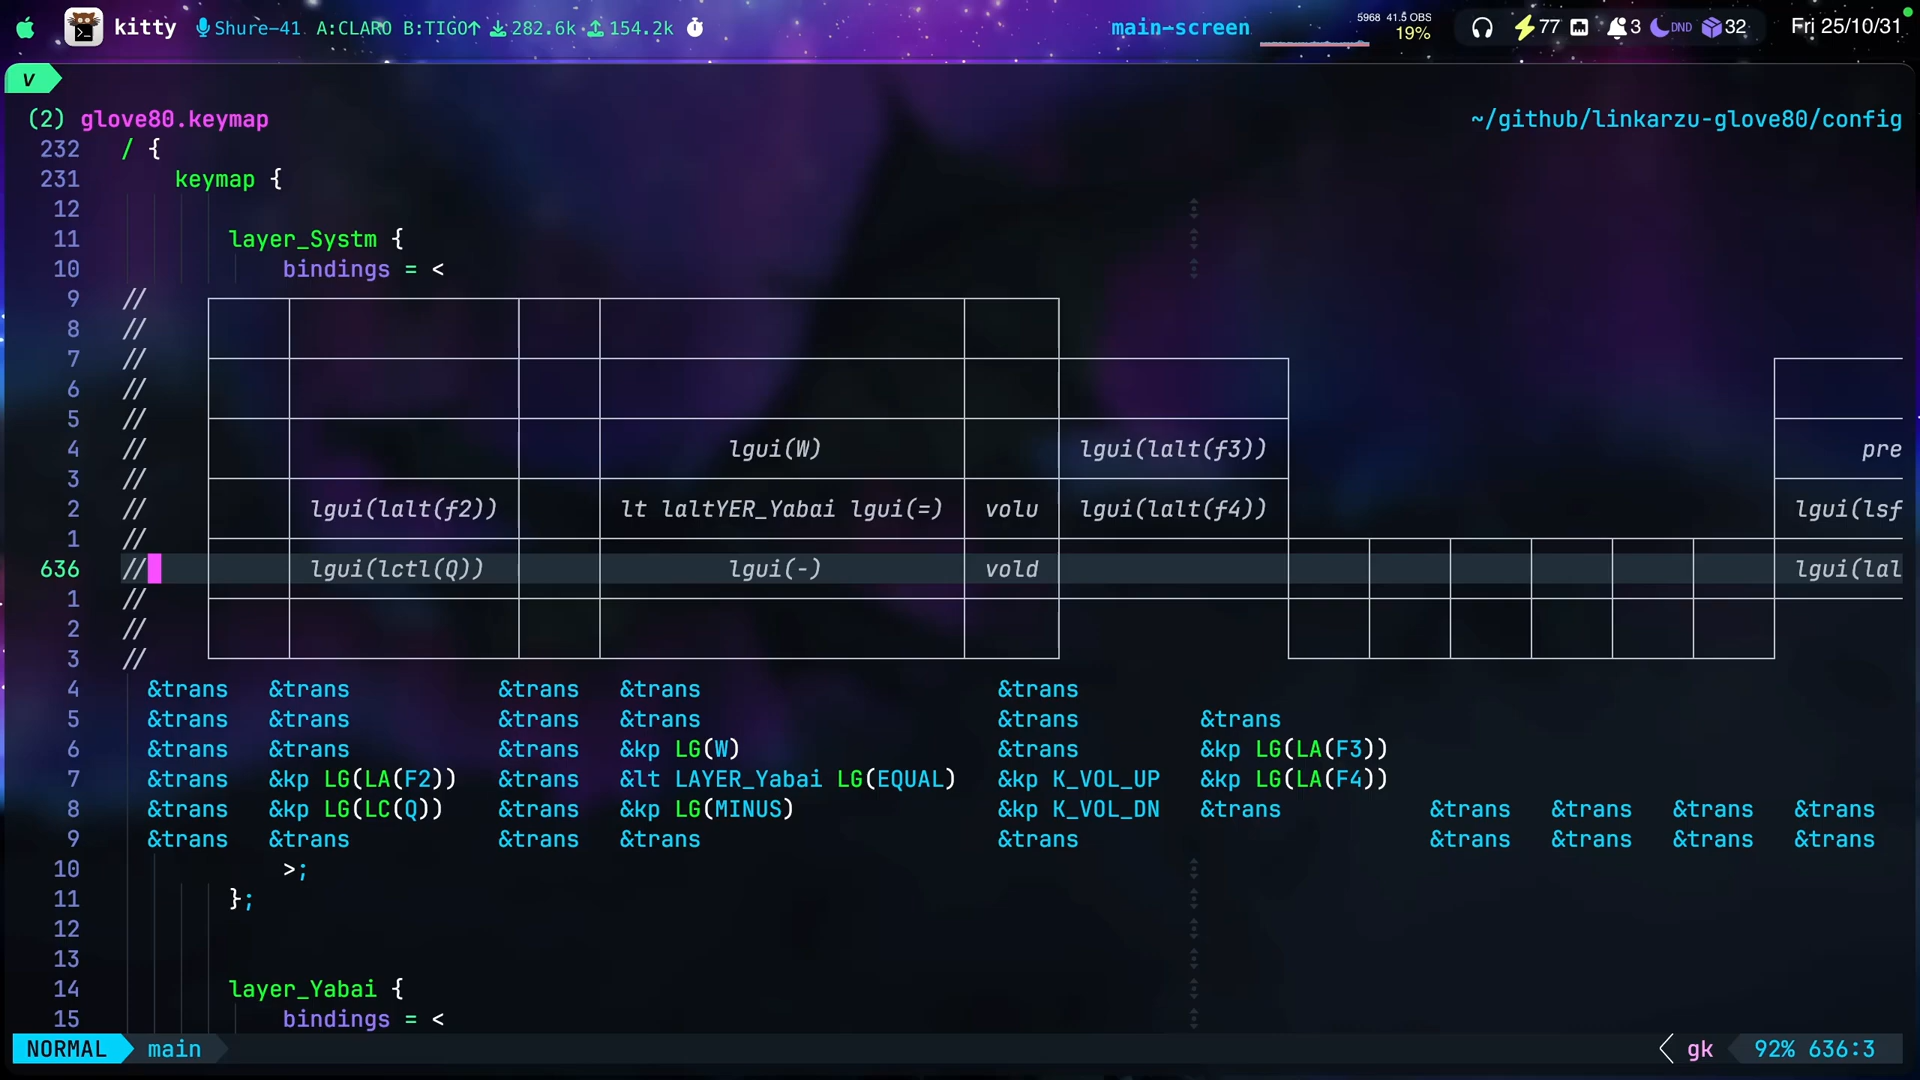 kitty Shure-41 A:CLARO B:TIGO↑ 282.6k 154.2k main-screen 5968 41.5 OBS 19% 77 3 DND 32 Fri 25/10/31
v
(2) glove80.keymap ~/github/linkarzu-glove80/config
232 / {
231 keymap {
12
11 layer_Systm {
10 bindings = <
9 //
8 //
7 //
6 //
5 //
4 // lgui(W) lgui(lalt(f3)) pre
3 //
2 // lgui(lalt(f2)) lt laltYER_Yabai lgui(=) volu lgui(lalt(f4)) lgui(lsf
1 //
636 // lgui(lctl(Q)) lgui(-) vold lgui(lal
1 //
2 //
3 //
4 &trans &trans &trans &trans &trans
5 &trans &trans &trans &trans &trans &trans
6 &trans &trans &trans &kp LG(W) &trans &kp LG(LA(F3))
7 &trans &kp LG(LA(F2)) &trans &lt LAYER_Yabai LG(EQUAL) &kp K_VOL_UP &kp LG(LA(F4))
8 &trans &kp LG(LC(Q)) &trans &kp LG(MINUS) &kp K_VOL_DN &trans &trans &trans &trans &trans
9 &trans &trans &trans &trans &trans &trans &trans &trans &trans
10 >;
11 };
12
13
14 layer_Yabai {
15 bindings = <
NORMAL main gk 92% 636:3